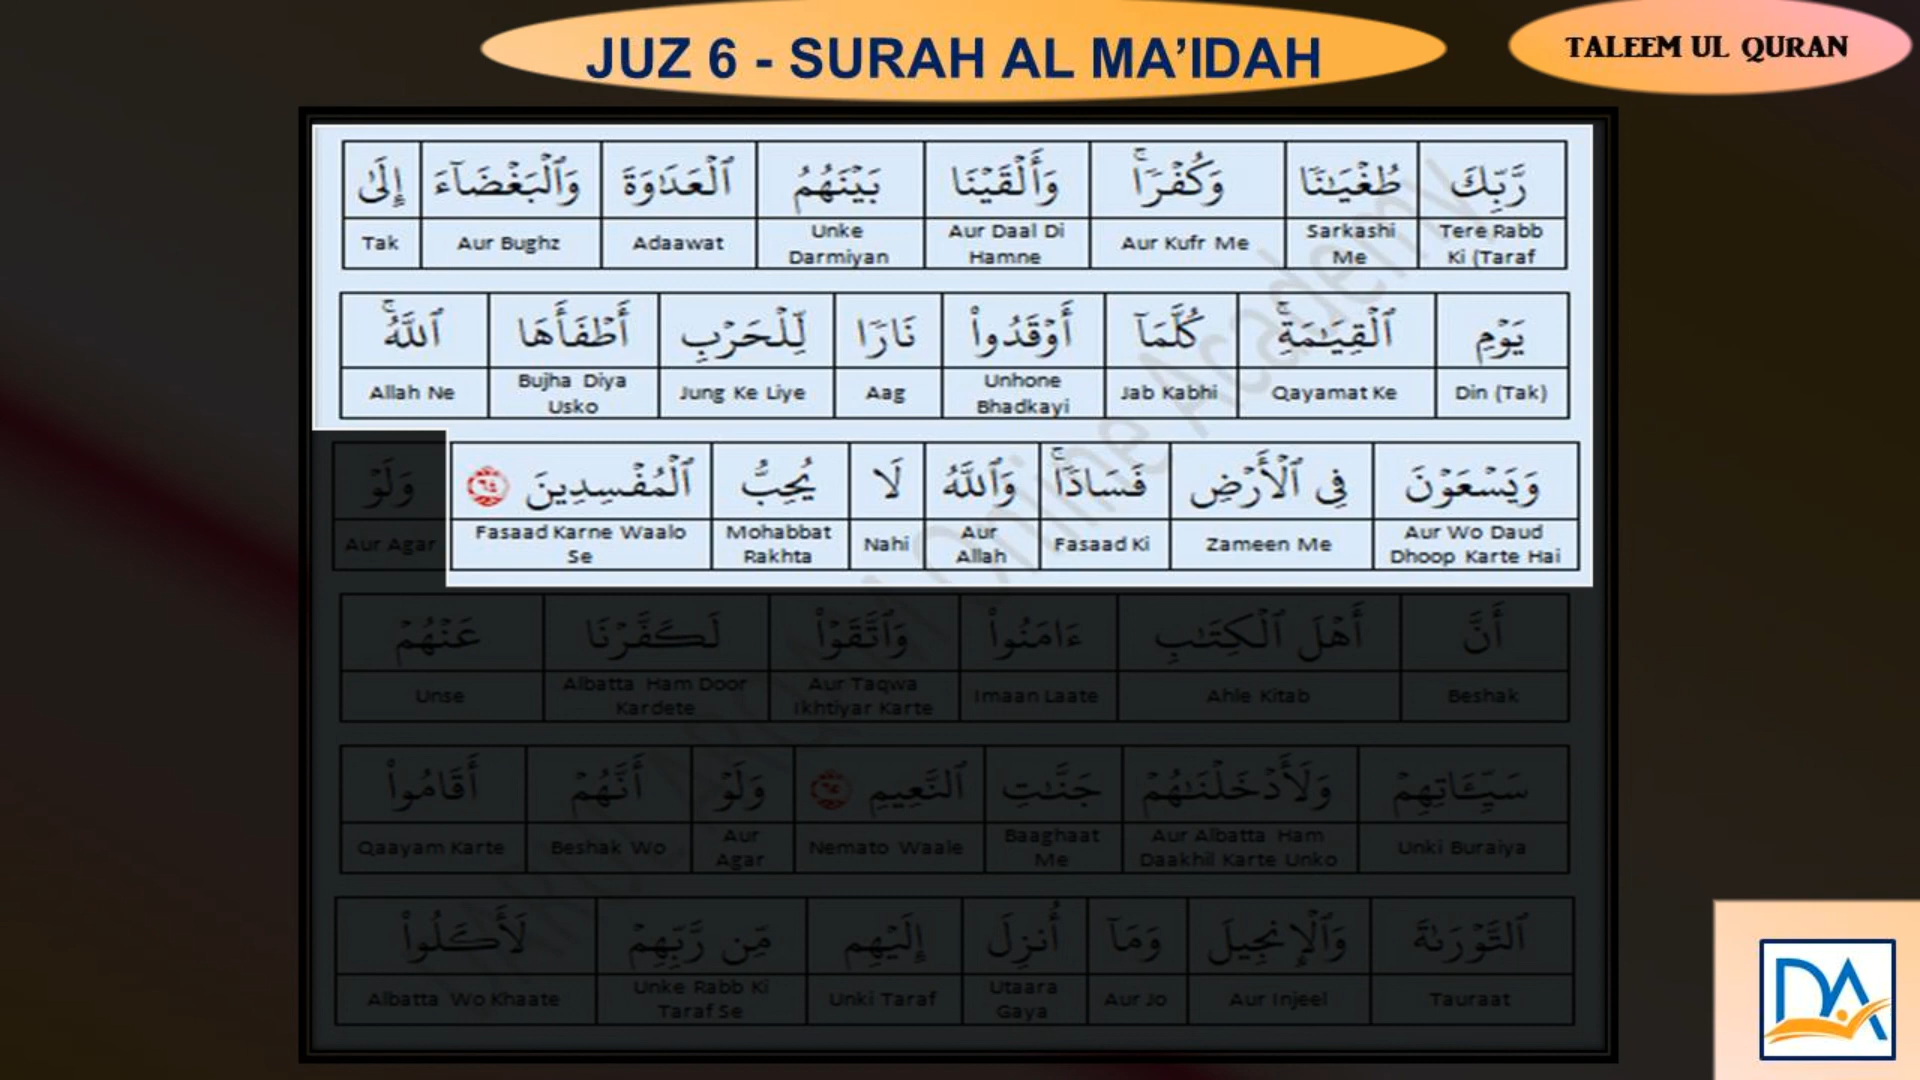 JUZ 6 - SURAH AL MA’IDAH
TALEEM UL QURAN
رَّبِّكَ طُغْيَـٰنًا وَكُفْرًا ۚ وَأَلْقَيْنَا بَيْنَهُمُ ٱلْعَدَٰوَةَ وَٱلْبَغْضَآءَ إِلَىٰ
Tak Aur Bughz Adaawat Unke Darmiyan Aur Daal Di Hamne Aur Kufr Me Sarkashi Me Tere Rabb Ki (Taraf
يَوْمِ ٱلْقِيَـٰمَةِ ۚ كُلَّمَآ أَوْقَدُوا۟ نَارًا لِّلْحَرْبِ أَطْفَأَهَا ٱللَّهُ ۚ
Allah Ne Bujha Diya Usko Jung Ke Liye Aag Unhone Bhadkayi Jab Kabhi Qayamat Ke Din (Tak)
وَيَسْعَوْنَ فِى ٱلْأَرْضِ فَسَادًا ۚ وَٱللَّهُ لَا يُحِبُّ ٱلْمُفْسِدِينَ ٦٤ وَلَوْ
Aur Agar Fasaad Karne Waalo Se Mohabbat Rakhta Nahi Aur Allah Fasaad Ki Zameen Me Aur Wo Daud Dhoop Karte Hai
أَنَّ أَهْلَ ٱلْكِتَـٰبِ ءَامَنُوا۟ وَٱتَّقَوْا۟ لَكَفَّرْنَا عَنْهُمْ
Unse Albatta Ham Door Kardete Aur Taqwa Ikhtiyar Karte Imaan Laate Ahle Kitab Beshak
سَيِّـَٔاتِهِمْ وَلَأَدْخَلْنَـٰهُمْ جَنَّـٰتِ ٱلنَّعِيمِ ٦٥ وَلَوْ أَنَّهُمْ أَقَامُوا۟
Qaayam Karte Beshak Wo Aur Agar Nemato Waale Baaghaat Me Aur Albatta Ham Daakhil Karte Unko Unki Buraiya
ٱلتَّوْرَىٰةَ وَٱلْإِنجِيلَ وَمَآ أُنزِلَ إِلَيْهِم مِّن رَّبِّهِمْ لَأَكَلُوا۟
Albatta Wo Khaate Unke Rabb Ki Taraf Se Unki Taraf Utaara Gaya Aur Jo Aur Injeel Tauraat
DA